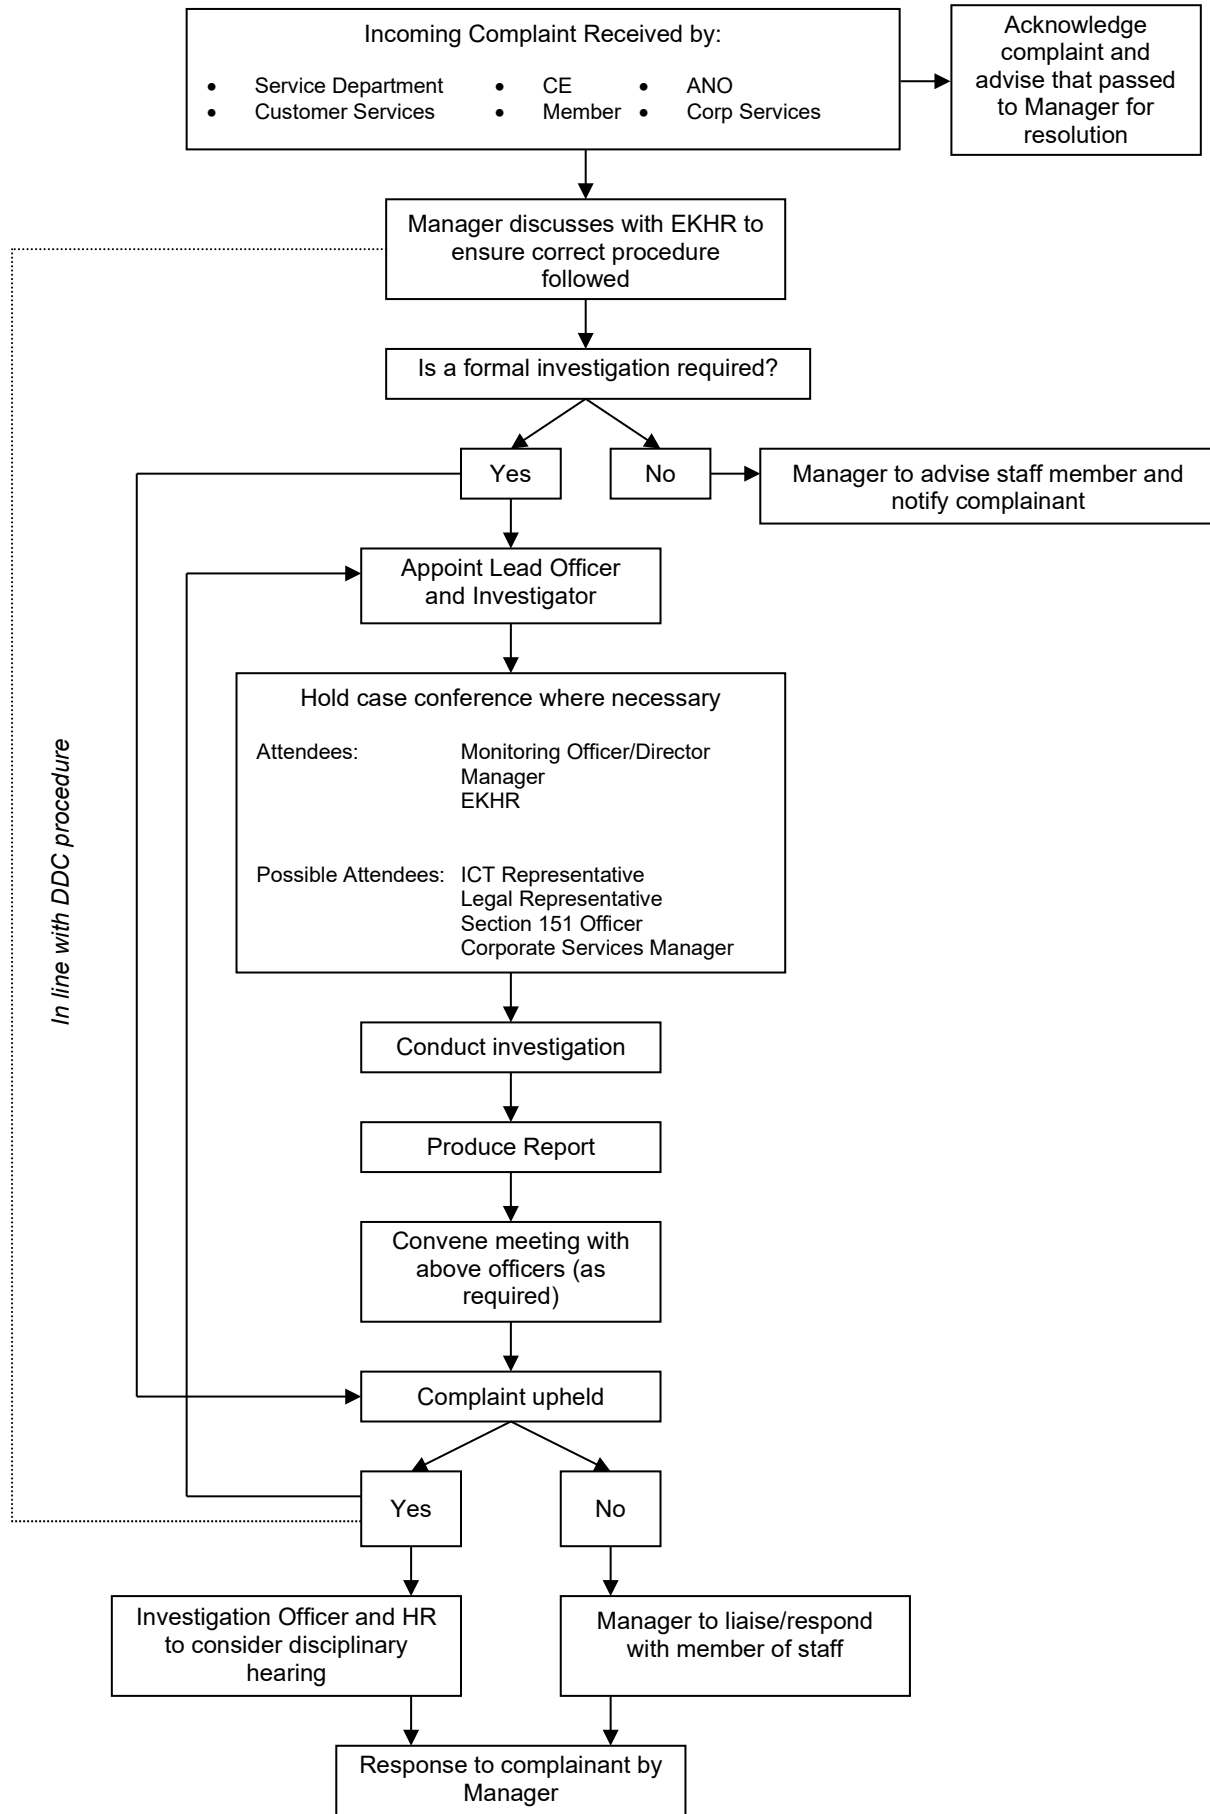 Incoming Complaint Received by:
• Service Department • CE • ANO
• Customer Services • Member • Corp Services
Acknowledge
complaint and
advise that passed
to Manager for
resolution
Manager discusses with EKHR to
ensure correct procedure
followed
Is a formal investigation required?
Yes
No
Manager to advise staff member and
notify complainant
Appoint Lead Officer
and Investigator
Hold case conference where necessary
Attendees: Monitoring Officer/Director
Manager
EKHR
Possible Attendees: ICT Representative
Legal Representative
Section 151 Officer
Corporate Services Manager
In line with DDC procedure
Conduct investigation
Produce Report
Convene meeting with
above officers (as
required)
Complaint upheld
Yes
No
Investigation Officer and HR
to consider disciplinary
hearing
Manager to liaise/respond
with member of staff
Response to complainant by
Manager